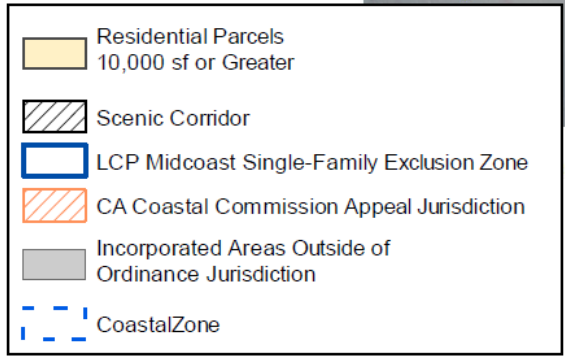 Residential Parcels
10,000 sf or Greater
Scenic Corridor
LCP Midcoast Single-Family Exclusion Zone
CA Coastal Commission Appeal Jurisdiction
Incorporated Areas Outside of
Ordinance Jurisdiction
CoastalZone